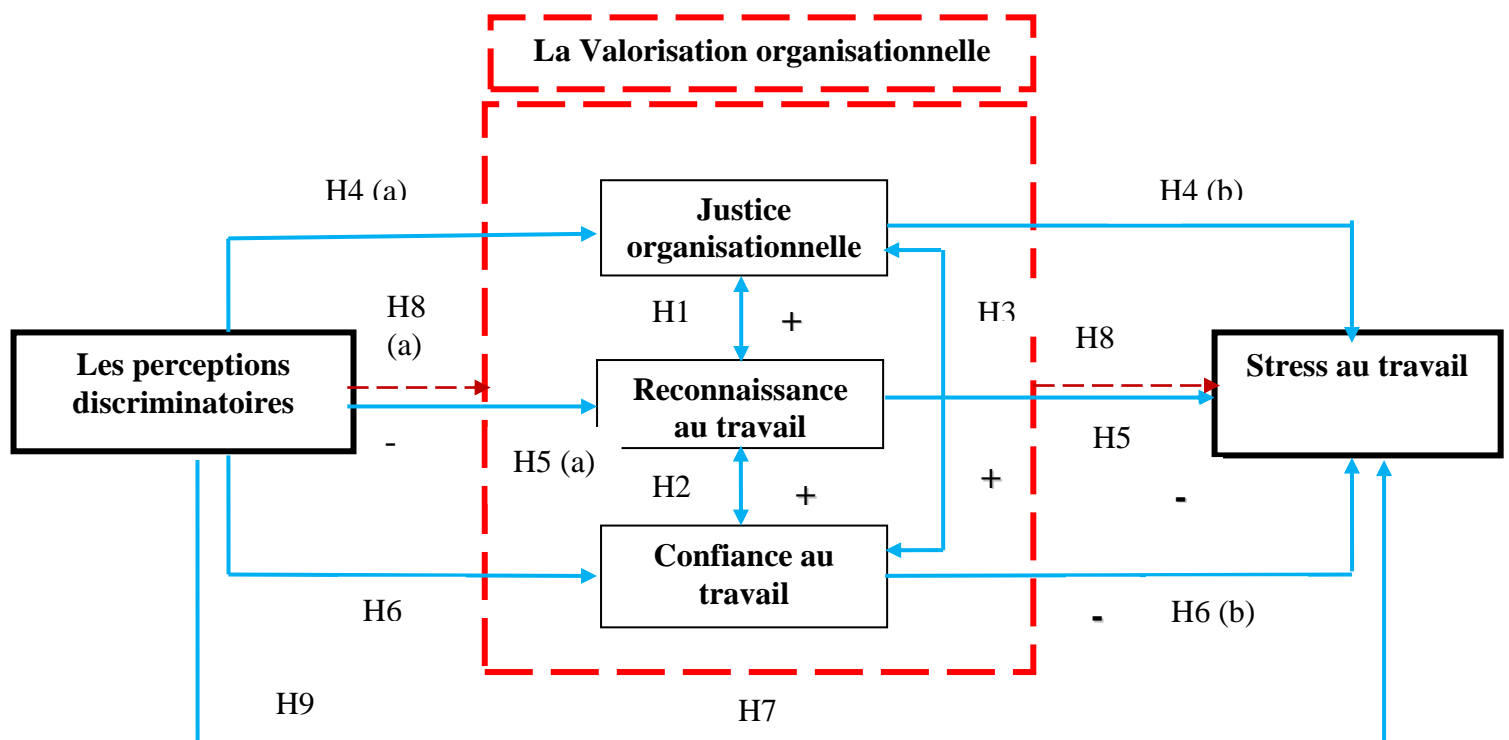 La Valorisation organisationnelle
H4 (a)
H4 (b)
Justice
organisationnelle
H8
(a)
H1
+
H3
H8
Les perceptions
discriminatoires
Stress au travail
Reconnaissance
au travail
-
H5 (a)
H5
H2
+
+
-
Confiance au
travail
H6
-
H6 (b)
H9
H7